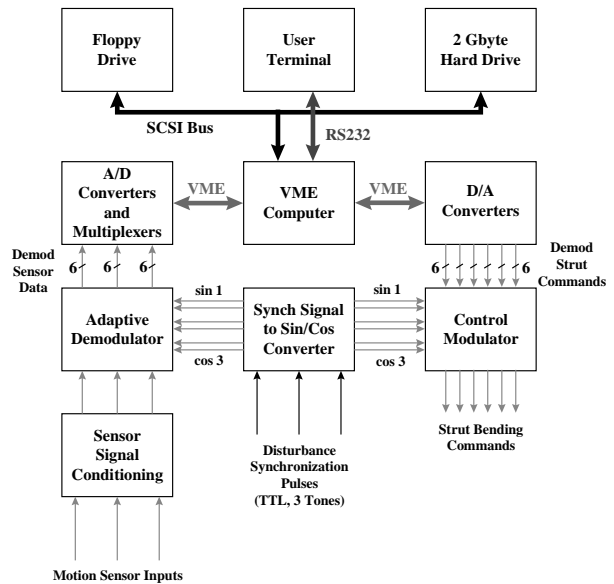 Floppy
Drive
User
Terminal
2 Gbyte
Hard Drive
SCSI Bus
RS232
A/D
Converters
and
Multiplexers
VME
VME
Computer
VME
D/A
Converters
Demod
Sensor
Data
6
6
6
6
6
Demod
Strut
Commands
Adaptive
Demodulator
sin 1
cos 3
Synch Signal
to Sin/Cos
Converter
sin 1
cos 3
Control
Modulator
Sensor
Signal
Conditioning
Disturbance
Synchronization
Pulses
(TTL, 3 Tones)
Strut Bending
Commands
Motion Sensor Inputs